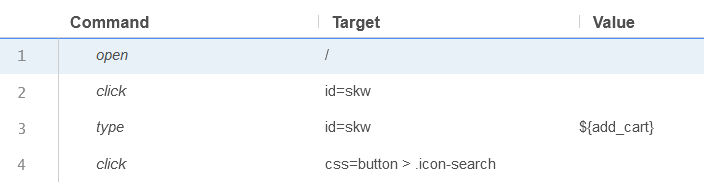 Command Target Value
1 open /
2 click id=skw
3 type id=skw ${add_cart}
4 click css=button > .icon-search